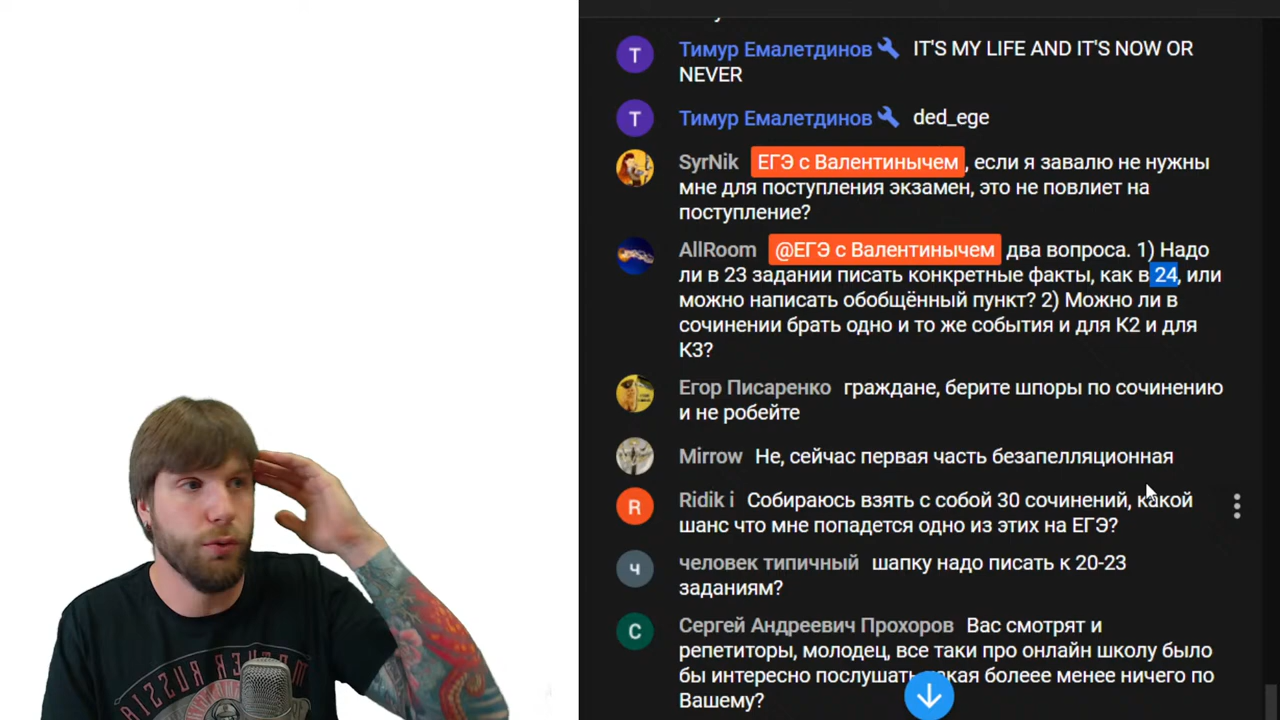 Тимур Емалетдинов IT'S MY LIFE AND IT'S NOW OR
NEVER
Тимур Емалетдинов ded_ege
SyrNik ЕГЭ с Валентинычем, если я завалю не нужны
мне для поступления экзамен, это не повлиет на
поступление?
AllRoom @ЕГЭ с Валентинычем два вопроса. 1) Надо
ли в 23 задании писать конкретные факты, как в 24, или
можно написать обобщённый пункт? 2) Можно ли в
сочинении брать одно и то же события и для К2 и для
К3?
Егор Писаренко граждане, берите шпоры по сочинению
и не робейте
Mirrow Не, сейчас первая часть безапелляционная
Ridik i Собираюсь взять с собой 30 сочинений, какой
шанс что мне попадется одно из этих на ЕГЭ?
человек типичный шапку надо писать к 20-23
заданиям?
Сергей Андреевич Прохоров Вас смотрят и
репетиторы, молодец, все таки про онлайн школу было
бы интересно послушать болеее менее ничего по
Вашему?
T
T
R
ч
С